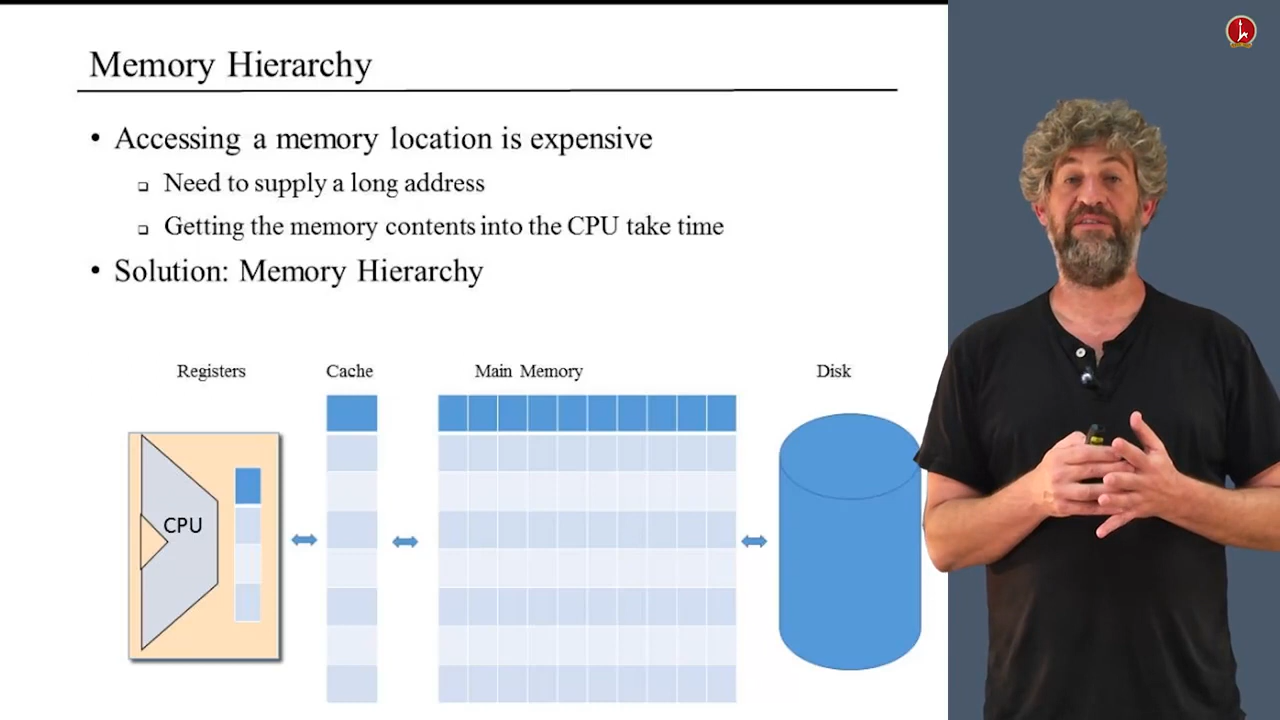 Memory Hierarchy
• Accessing a memory location is expensive
❑ Need to supply a long address
❑ Getting the memory contents into the CPU take time
• Solution: Memory Hierarchy
Registers Cache Main Memory Disk
CPU